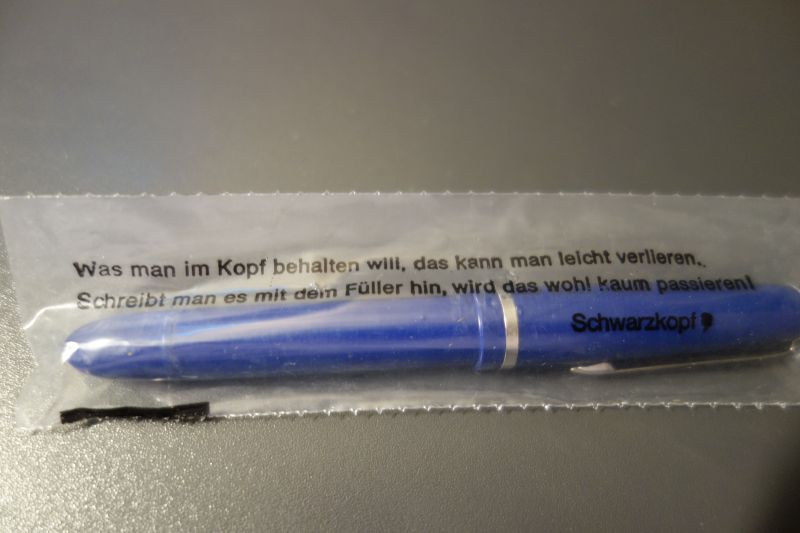 Was man im Kopf behalten will, das kann man leicht verlieren.
Schreibt man es mit dem Füller hin, wird das wohl kaum passieren!
Schwarzkopf